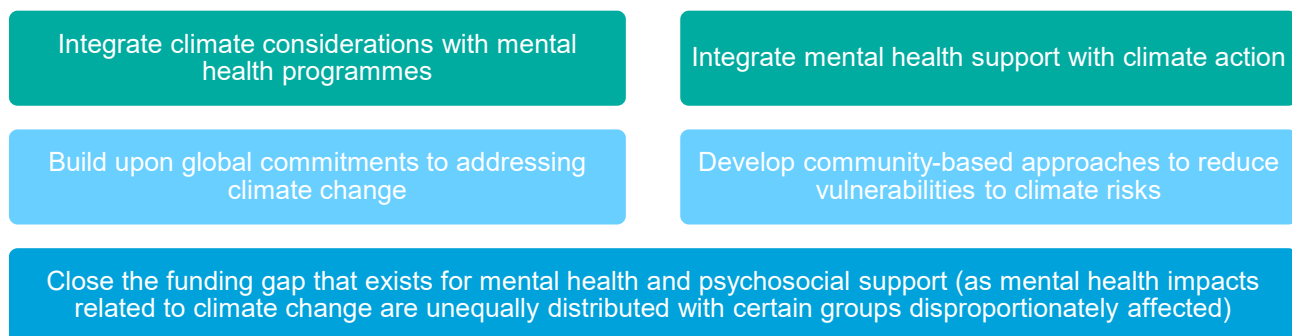 Integrate climate considerations with mental
health programmes
Integrate mental health support with climate action
Build upon global commitments to addressing
climate change
Develop community-based approaches to reduce
vulnerabilities to climate risks
Close the funding gap that exists for mental health and psychosocial support (as mental health impacts
related to climate change are unequally distributed with certain groups disproportionately affected)